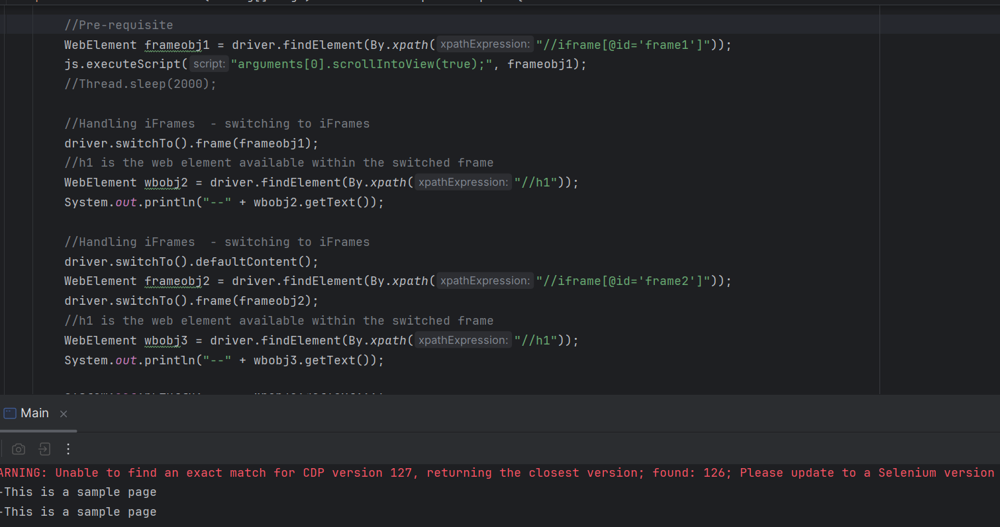 //Pre-requisite
WebElement frameobj1 = driver.findElement(By.xpath( xpathExpression: "//iframe[@id='frame1']"));
js.executeScript( script: "arguments[0].scrollIntoView(true);", frameobj1);
//Thread.sleep(2000);
//Handling iFrames  - switching to iFrames
driver.switchTo().frame(frameobj1);
//h1 is the web element available within the switched frame
WebElement wbobj2 = driver.findElement(By.xpath( xpathExpression: "//h1"));
System.out.println("--" + wbobj2.getText());
//Handling iFrames  - switching to iFrames
driver.switchTo().defaultContent();
WebElement frameobj2 = driver.findElement(By.xpath( xpathExpression: "//iframe[@id='frame2']"));
driver.switchTo().frame(frameobj2);
//h1 is the web element available within the switched frame
WebElement wbobj3 = driver.findElement(By.xpath( xpathExpression: "//h1"));
System.out.println("--" + wbobj3.getText());
Main
ARNING: Unable to find an exact match for CDP version 127, returning the closest version; found: 126; Please update to a Selenium version
-This is a sample page
-This is a sample page